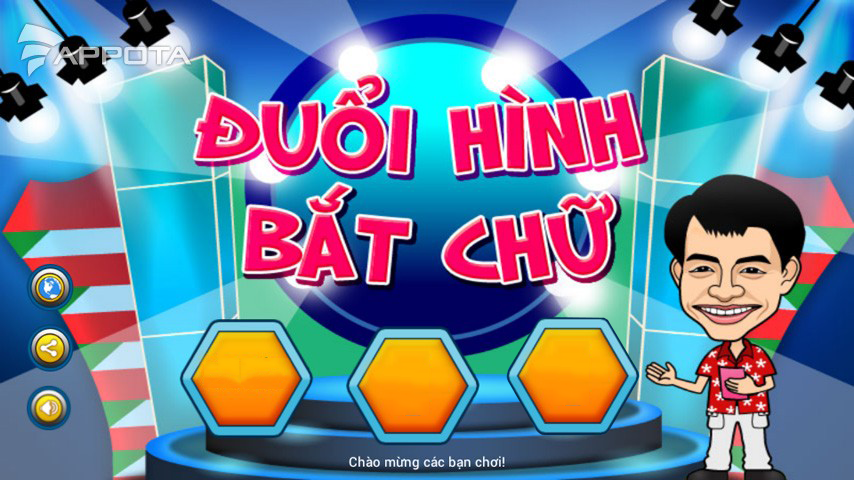 APPOTA
ĐUỔI HÌNH
BẮT CHỮ
Chào mừng các bạn chơi!